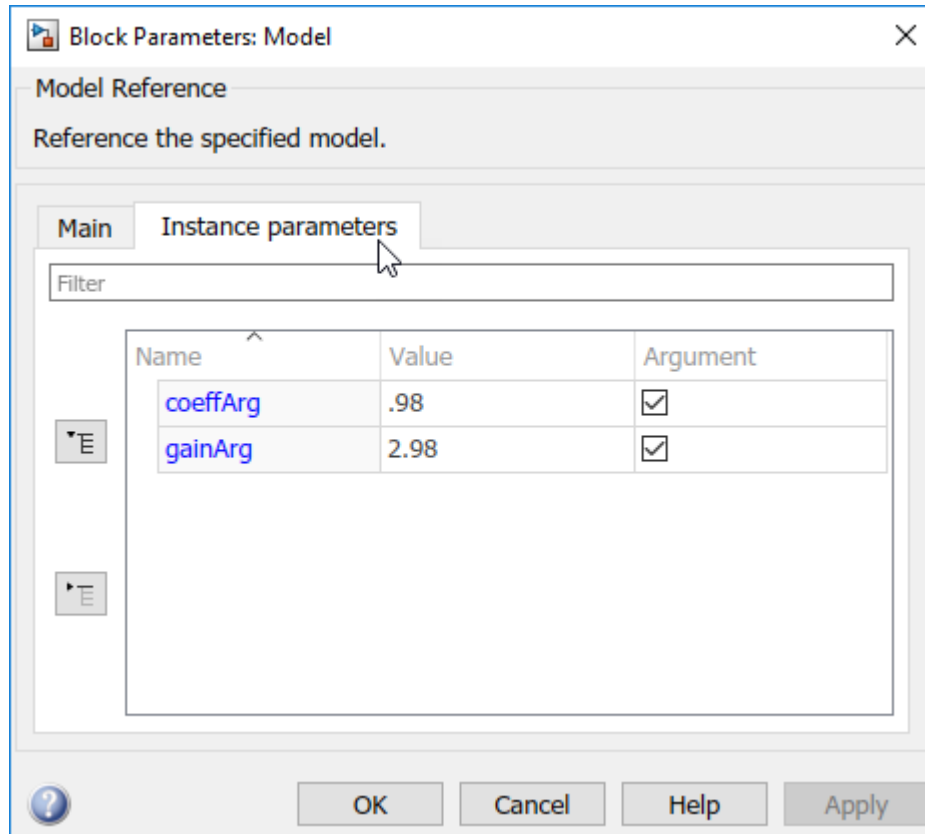 Block Parameters: Model
Model Reference
Reference the specified model.
Main Instance parameters
Filter
Name Value Argument
coeffArg .98
gainArg 2.98
OK Cancel Help Apply